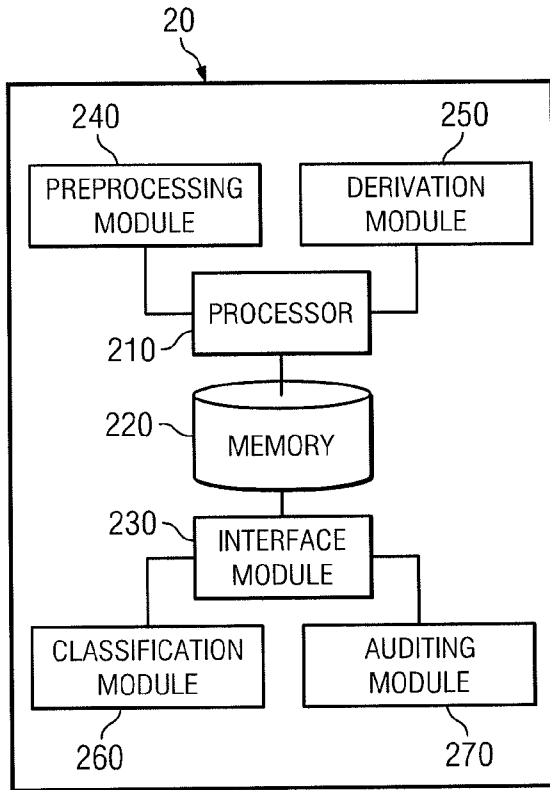 20
240
250
PREPROCESSING
MODULE
DERIVATION
MODULE
PROCESSOR
210
220
MEMORY
230
INTERFACE
MODULE
CLASSIFICATION
MODULE
AUDITING
MODULE
260
270